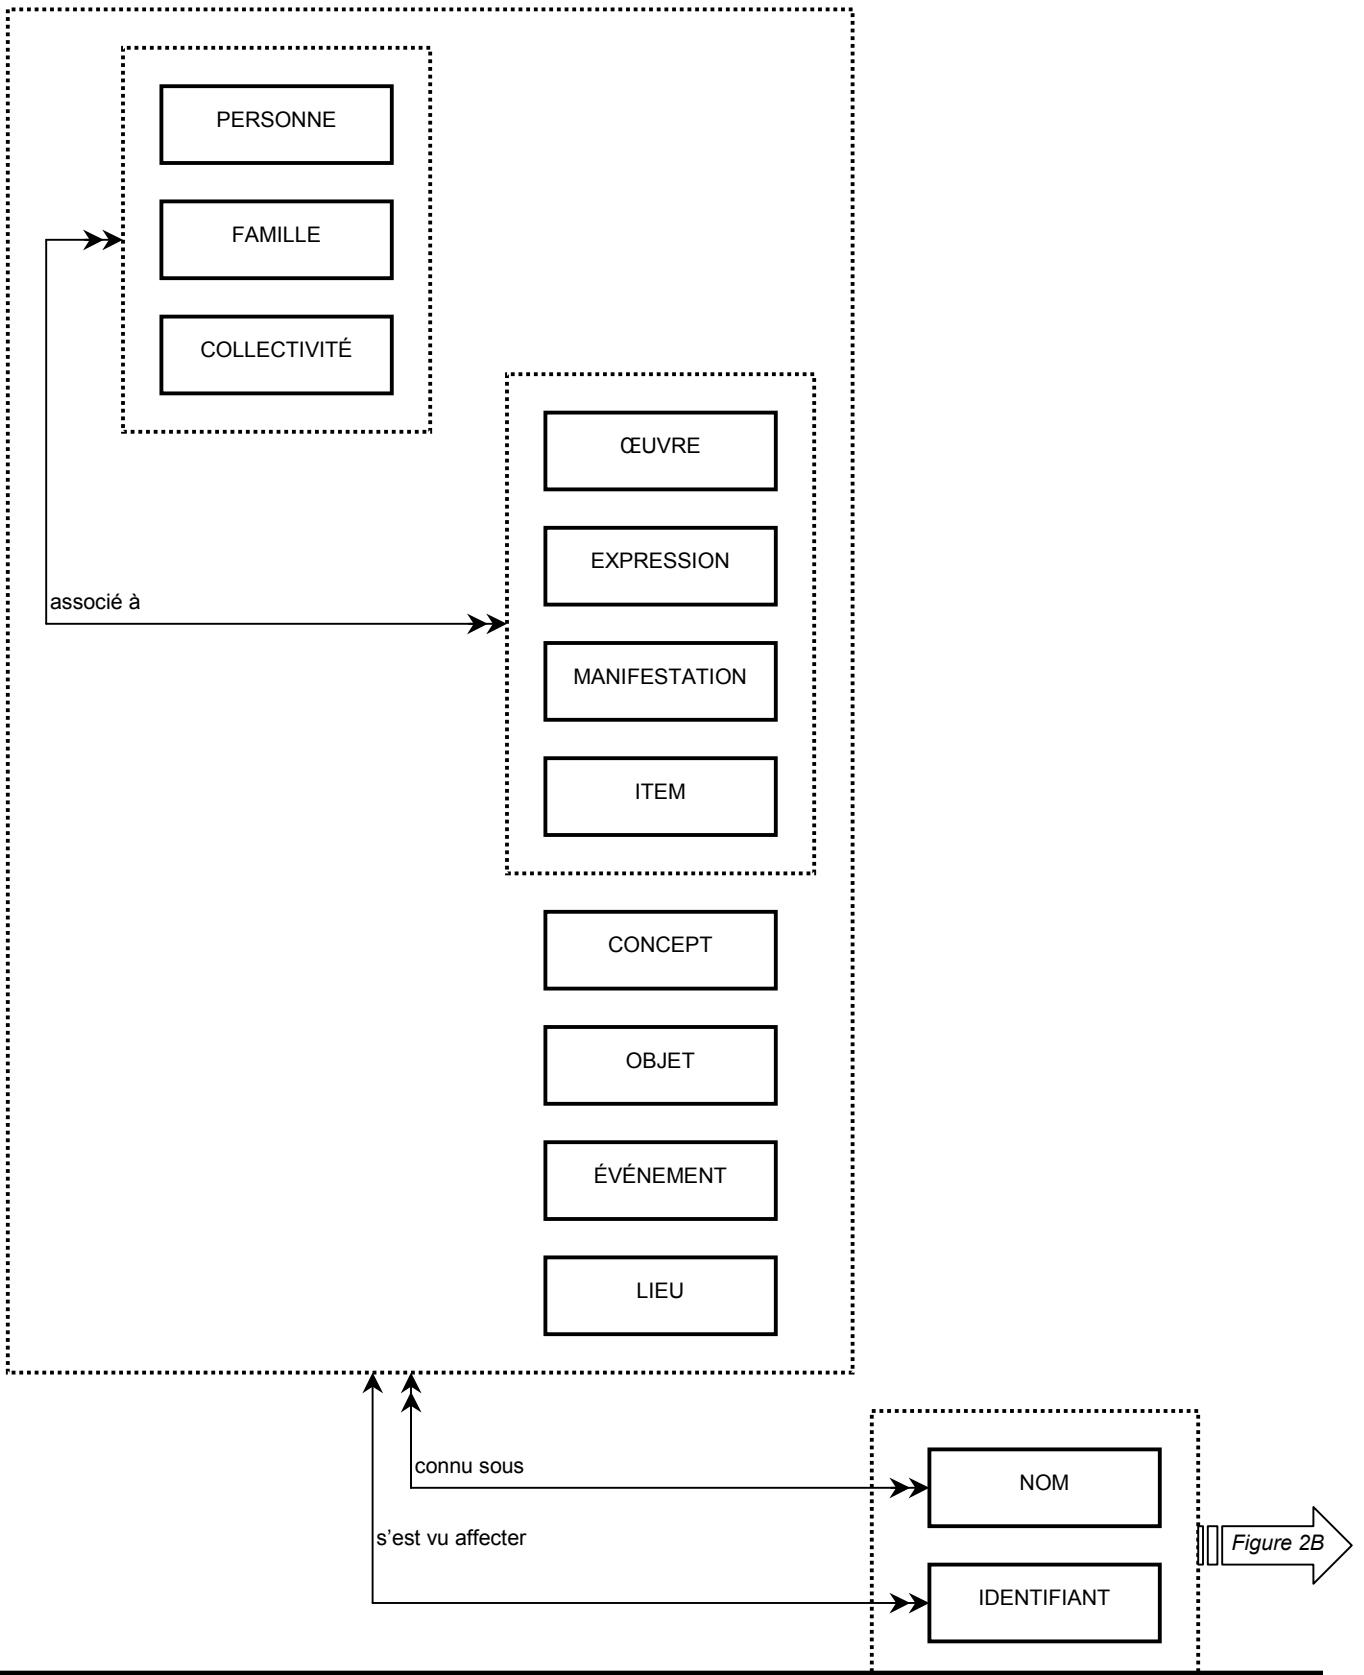 PERSONNE
FAMILLE
COLLECTIVITÉ
ŒUVRE
EXPRESSION
associé à
MANIFESTATION
ITEM
CONCEPT
OBJET
ÉVÉNEMENT
LIEU
connu sous
NOM
s’est vu affecter
Figure 2B
IDENTIFIANT